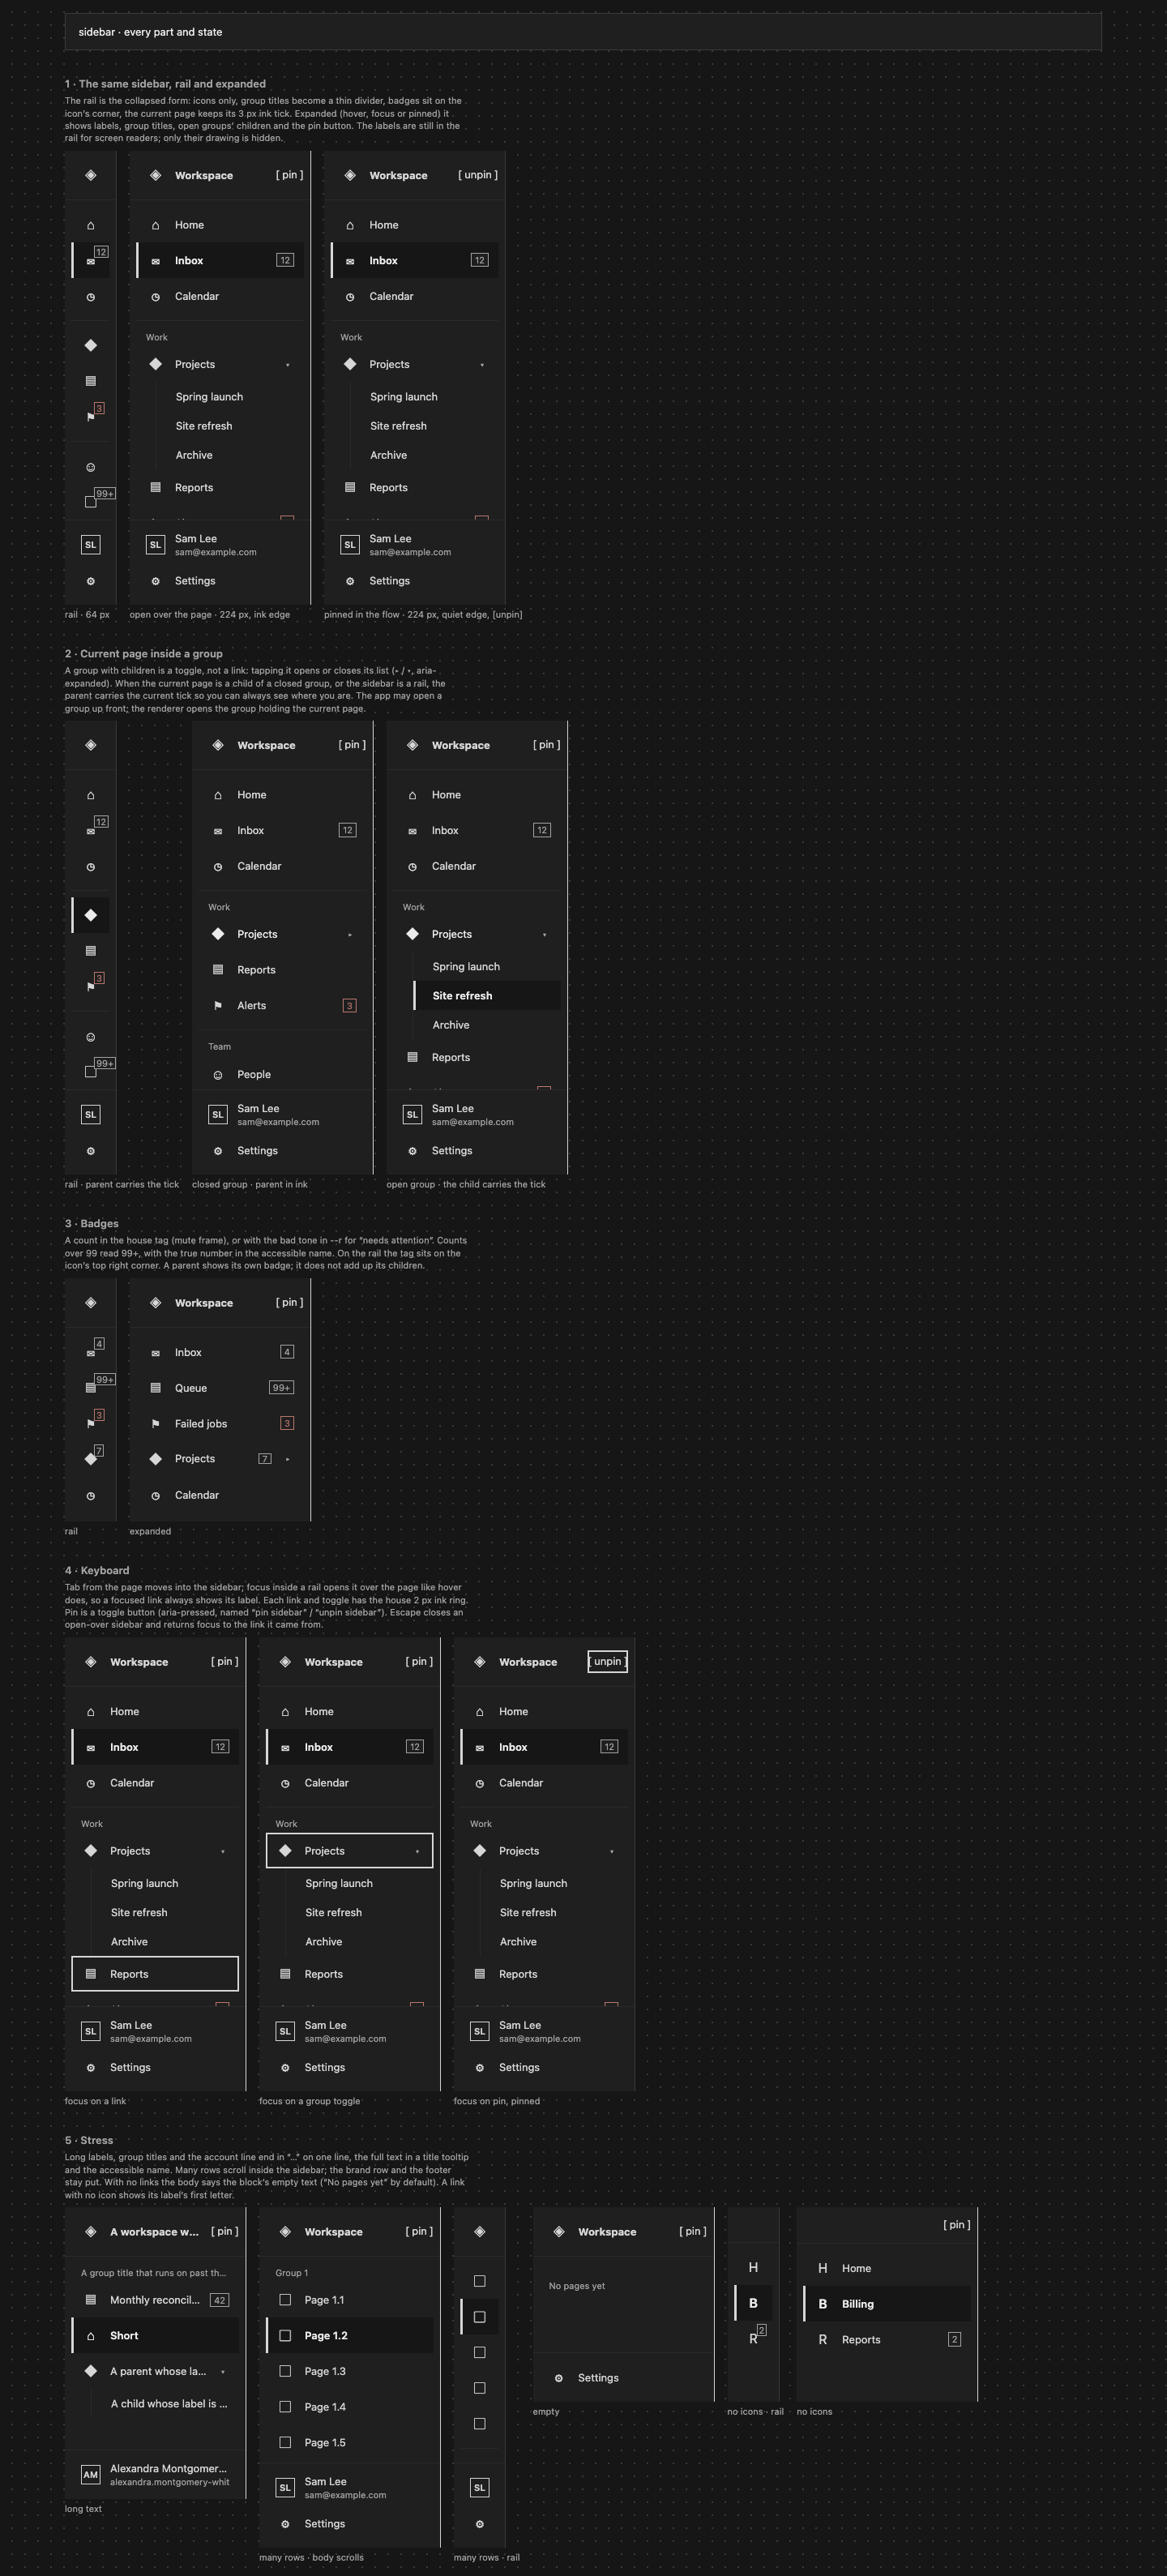 sidebar · every part and state
1 · The same sidebar, rail and expanded
The rail is the collapsed form: icons only, group titles become a thin divider, badges sit on the
icon's corner, the current page keeps its 3 px ink tick. Expanded (hover, focus or pinned) it
shows labels, group titles, open groups' children and the pin button. The labels are still in the
rail for screen readers; only their drawing is hidden.
Workspace [ pin ]
Workspace [ unpin ]
Home
Home
12
Inbox 12
Inbox 12
Calendar
Calendar
Work
Work
Projects
Projects
Spring launch
Spring launch
3
Site refresh
Site refresh
Archive
Archive
99+
Reports
Reports
SL
SL Sam Lee
sam@example.com
SL Sam Lee
sam@example.com
Settings
Settings
rail · 64 px
open over the page · 224 px, ink edge
pinned in the flow · 224 px, quiet edge, [unpin]
2 · Current page inside a group
A group with children is a toggle, not a link: tapping it opens or closes its list (▸ / ▾, aria-
expanded). When the current page is a child of a closed group, or the sidebar is a rail, the
parent carries the current tick so you can always see where you are. The app may open a
group up front; the renderer opens the group holding the current page.
Workspace [ pin ]
Workspace [ pin ]
Home
Home
12
Inbox 12
Inbox 12
Calendar
Calendar
Work
Work
Projects
Projects
Reports
Spring launch
3
Alerts 3
Site refresh
Team
Archive
99+
People
Reports
SL
SL Sam Lee
sam@example.com
SL Sam Lee
sam@example.com
Settings
Settings
rail · parent carries the tick
closed group · parent in ink
open group · the child carries the tick
3 · Badges
A count in the house tag (mute frame), or with the bad tone in --r for "needs attention". Counts
over 99 read 99+, with the true number in the accessible name. On the rail the tag sits on the
icon's top right corner. A parent shows its own badge; it does not add up its children.
Workspace [ pin ]
4
Inbox 4
99+
Queue 99+
3
Failed jobs 3
7
Projects 7
Calendar
rail
expanded
4 · Keyboard
Tab from the page moves into the sidebar; focus inside a rail opens it over the page like hover
does, so a focused link always shows its label. Each link and toggle has the house 2 px ink ring.
Pin is a toggle button (aria-pressed, named "pin sidebar" / "unpin sidebar"). Escape closes an
open-over sidebar and returns focus to the link it came from.
Workspace [ pin ]
Workspace [ pin ]
Workspace [ unpin ]
Home
Home
Home
Inbox 12
Inbox 12
Inbox 12
Calendar
Calendar
Calendar
Work
Work
Work
Projects
Projects
Projects
Spring launch
Spring launch
Spring launch
Site refresh
Site refresh
Site refresh
Archive
Archive
Archive
Reports
Reports
Reports
SL Sam Lee
sam@example.com
SL Sam Lee
sam@example.com
SL Sam Lee
sam@example.com
Settings
Settings
Settings
focus on a link
focus on a group toggle
focus on pin, pinned
5 · Stress
Long labels, group titles and the account line end in "…" on one line, the full text in a title tooltip
and the accessible name. Many rows scroll inside the sidebar; the brand row and the footer
stay put. With no links the body says the block's empty text ("No pages yet" by default). A link
with no icon shows its label's first letter.
A workspace w… [ pin ]
A group title that runs on past th…
Monthly reconcil… 42
Short
A parent whose la…
A child whose label is …
AM Alexandra Montgomer…
alexandra.montgomery-whit
long text
Workspace [ pin ]
Group 1
Page 1.1
Page 1.2
Page 1.3
Page 1.4
Page 1.5
SL Sam Lee
sam@example.com
Settings
many rows · body scrolls
SL
many rows · rail
Workspace [ pin ]
No pages yet
Settings
empty
H
B
R 2
no icons · rail
[ pin ]
H Home
B Billing
R Reports 2
no icons